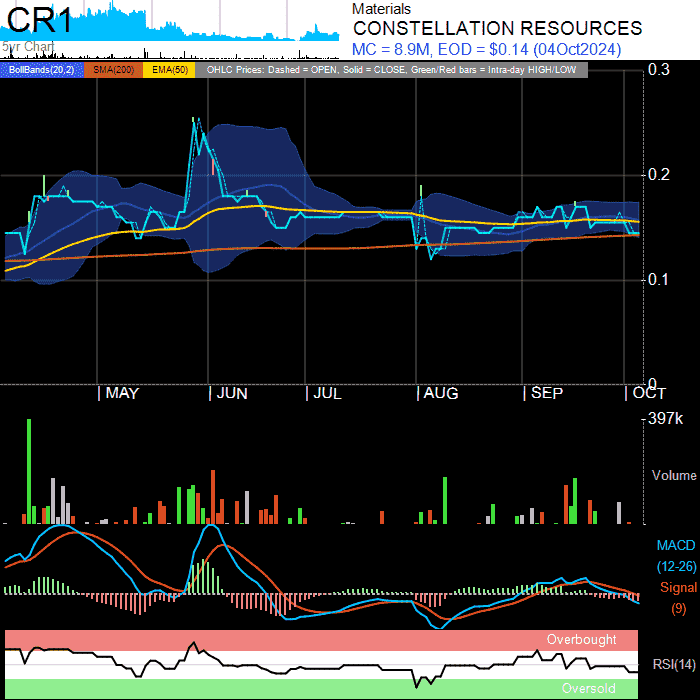 CR1
5yr Chart
Materials
CONSTELLATION RESOURCES
MC = 8.9M, EOD = $0.14 (04Oct2024)
BollBands(20,2) SMA(200) EMA(50) OHLC Prices: Dashed = OPEN, Solid = CLOSE, Green/Red bars = Intra-day HIGH/LOW
0.3
0.2
0.1
0
MAY JUN JUL AUG SEP OCT
397k
Volume
MACD
(12-26)
Signal
(9)
Overbought
RSI(14)
Oversold